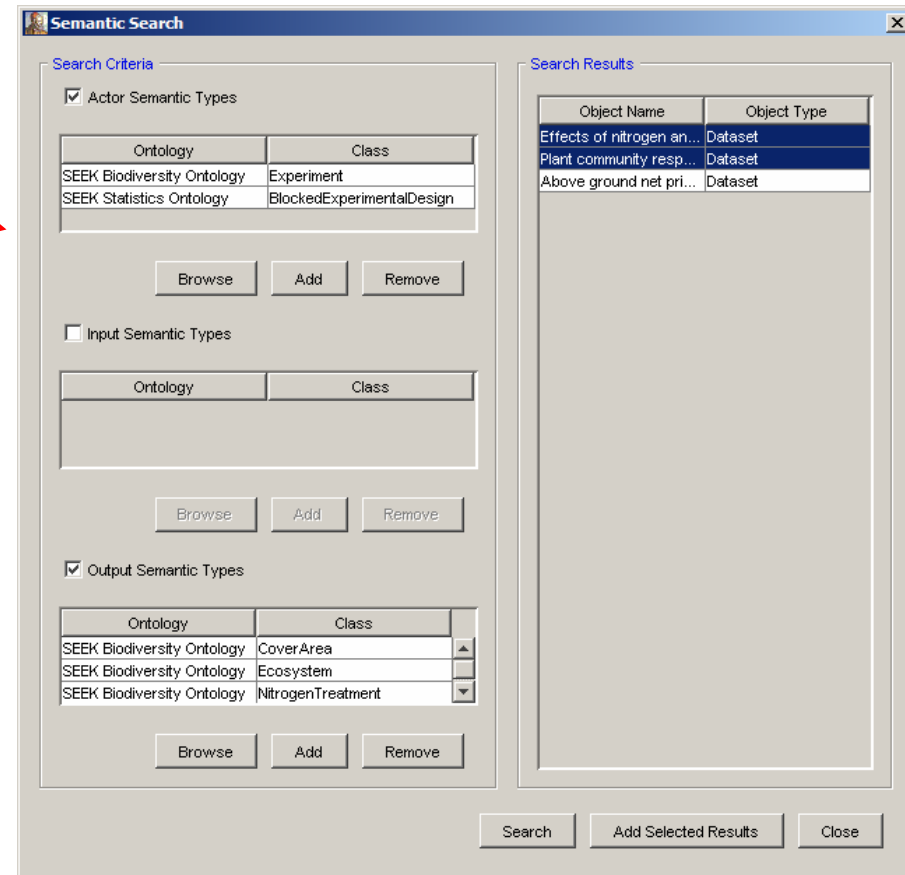 Semantic Search
Search Criteria
Actor Semantic Types
Ontology Class
SEEK Biodiversity Ontology Experiment
SEEK Statistics Ontology BlockedExperimentalDesign
Browse Add Remove
Input Semantic Types
Ontology Class
Browse Add Remove
Output Semantic Types
Ontology Class
SEEK Biodiversity Ontology CoverArea
SEEK Biodiversity Ontology Ecosystem
SEEK Biodiversity Ontology NitrogenTreatment
Browse Add Remove
Search Results
Object Name Object Type
Effects of nitrogen an... Dataset
Plant community resp... Dataset
Above ground net pri... Dataset
Search Add Selected Results Close